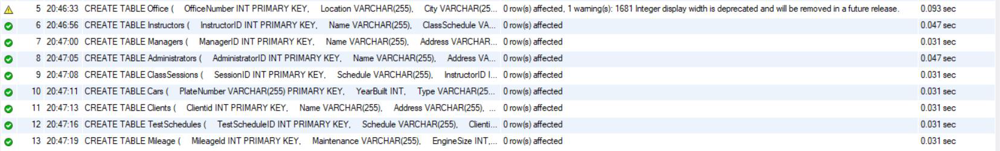 5 20:46:33 CREATE TABLE Office ( OfficeNumber INT PRIMARY KEY, Location VARCHAR(255), City VARCHAR(25... 0 row(s) affected, 1 warning(s): 1681 Integer display width is deprecated and will be removed in a future release. 0.093 sec
6 20:46:56 CREATE TABLE Instructors ( InstructorID INT PRIMARY KEY, Name VARCHAR(255), ClassSchedule VA... 0 row(s) affected 0.047 sec
7 20:47:00 CREATE TABLE Managers ( ManagerID INT PRIMARY KEY, Name VARCHAR(255), Address VARCHAR... 0 row(s) affected 0.031 sec
8 20:47:05 CREATE TABLE Administrators ( AdministratorID INT PRIMARY KEY, Name VARCHAR(255), Address VA... 0 row(s) affected 0.047 sec
9 20:47:08 CREATE TABLE ClassSessions ( SessionID INT PRIMARY KEY, Schedule VARCHAR(255), InstructorID I... 0 row(s) affected 0.031 sec
10 20:47:11 CREATE TABLE Cars ( PlateNumber VARCHAR(255) PRIMARY KEY, YearBuilt INT, Type VARCHAR(25... 0 row(s) affected 0.031 sec
11 20:47:13 CREATE TABLE Clients ( Clientid INT PRIMARY KEY, Name VARCHAR(255), Address VARCHAR(255), ... 0 row(s) affected 0.031 sec
12 20:47:16 CREATE TABLE TestSchedules ( TestScheduleID INT PRIMARY KEY, Schedule VARCHAR(255), Clienti... 0 row(s) affected 0.031 sec
13 20:47:19 CREATE TABLE Mileage ( MileageId INT PRIMARY KEY, Maintenance VARCHAR(255), EngineSize INT,... 0 row(s) affected 0.031 sec